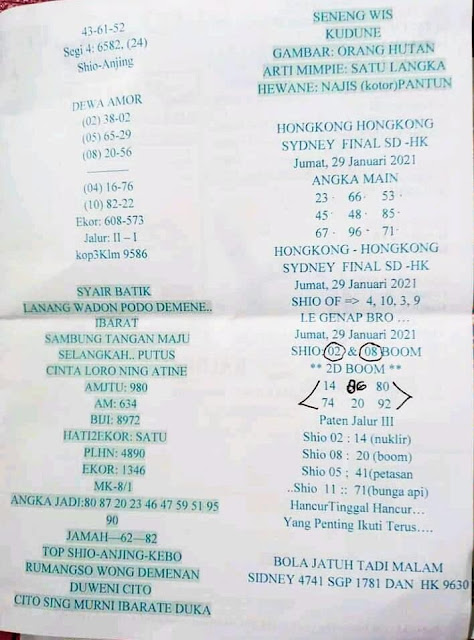 43-61-52
Segi 4: 6582, (24)
Shio-Anjing
DEWA AMOR
(02) 38-02
(05) 65-29
(08) 20-56
(04) 16-76
(10) 82-22
Ekor: 608-573
Jalur: II – I
kop3Klm 9586
SYAIR BATIK
LANANG WADON PODO DEMENE..
IBARAT
SAMBUNG TANGAN MAJU
SELANGKAH.. PUTUS
CINTA LORO NING ATINE
AMJTU: 980
AM: 634
BIJI: 8972
HATI2EKOR: SATU
PLHN: 4890
EKOR: 1346
MK-8/1
ANGKA JADI:80 87 20 23 46 47 59 51 95
90
JAMAH—62—82
TOP SHIO-ANJING-KEBO
RUMANGSO WONG DEMENAN
DUWENI CITO
CITO SING MURNI IBARATE DUKA
SENENG WIS
KUDUNE
GAMBAR: ORANG HUTAN
ARTI MIMPIE: SATU LANGKA
HEWANE: NAJIS (kotor)PANTUN
HONGKONG HONGKONG
SYDNEY FINAL SD -HK
Jumat, 29 Januari 2021
ANGKA MAIN
23 66 53
45 48 85
67 96 71
HONGKONG - HONGKONG
SYDNEY FINAL SD -HK
Jumat, 29 Januari 2021
SHIO OF => 4, 10, 3, 9
LE GENAP BRO …
Jumat, 29 Januari 2021
SHIO: 02 & 08 BOOM
** 2D BOOM **
14 86 80
74 20 92
Paten Jalur III
Shio 02 : 14 (nuklir)
Shio 08 : 20 (boom)
Shio 05 ; 41(petasan
..Shio 11 :: 71(bunga api)
HancurTinggal Hancur…
Yang Penting Ikuti Terus….
BOLA JATUH TADI MALAM
SIDNEY 4741 SGP 1781 DAN HK 9630